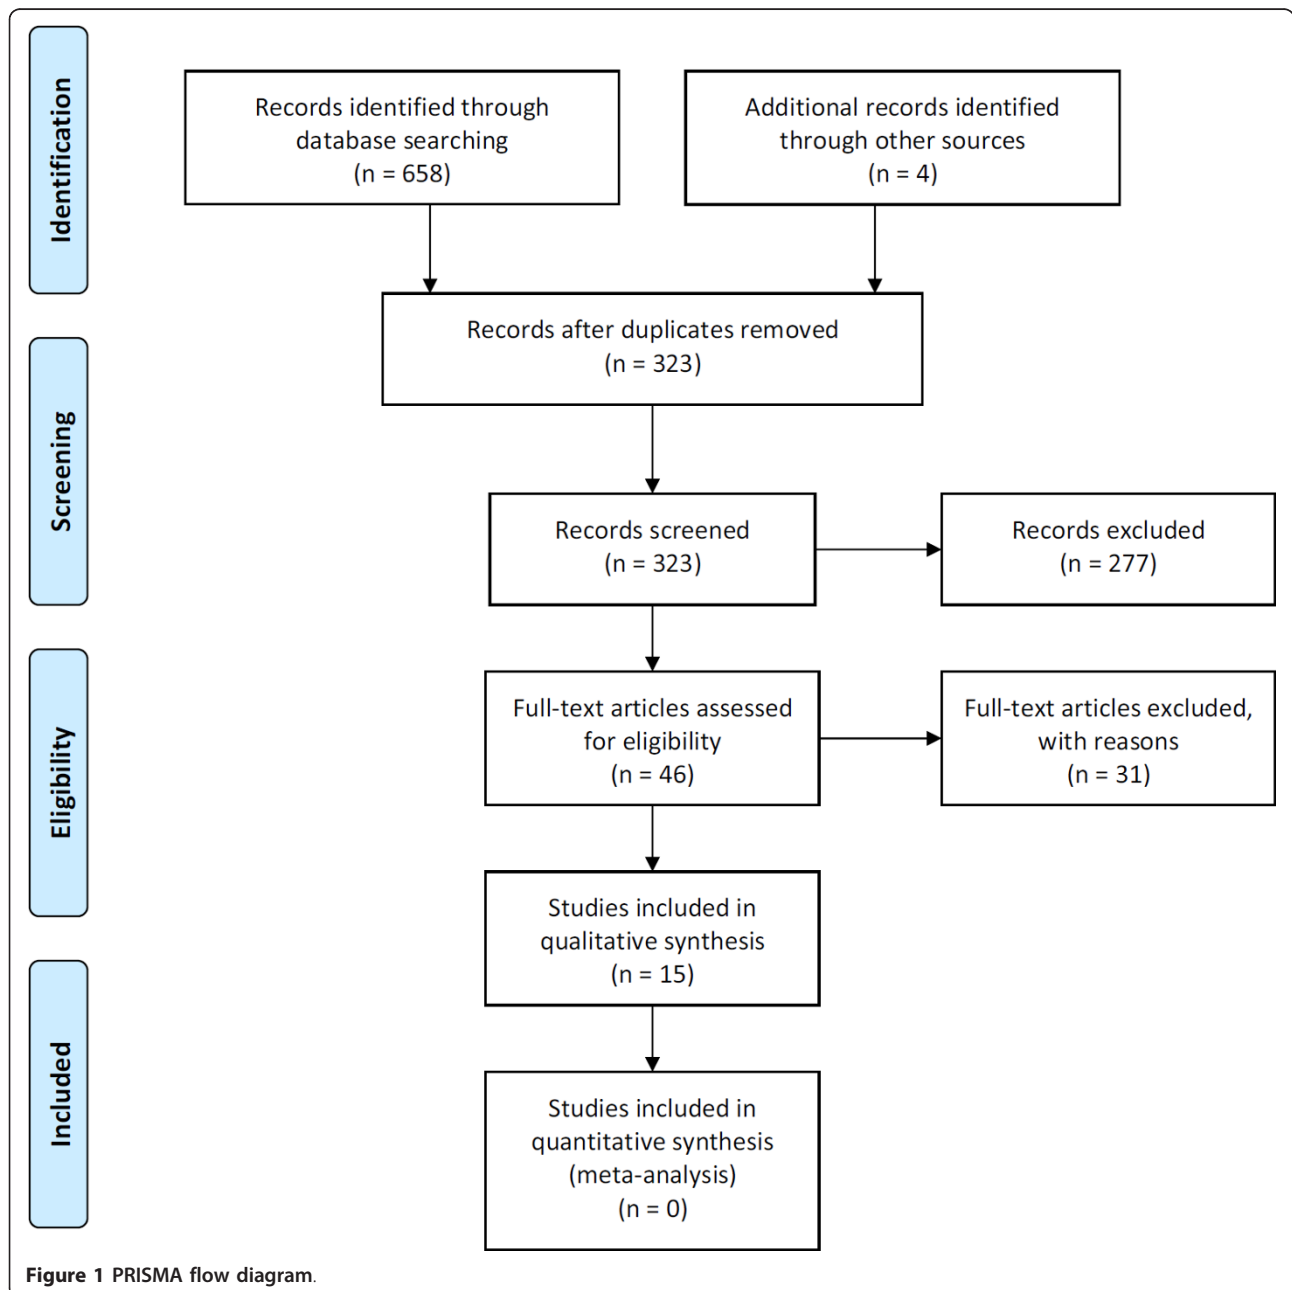 Identification
Records identified through
database searching
(n = 658)
Additional records identified
through other sources
(n = 4)
Records after duplicates removed
(n = 323)
Screening
Records screened
(n = 323)
Records excluded
(n = 277)
Eligibility
Full-text articles assessed
for eligibility
(n = 46)
Full-text articles excluded,
with reasons
(n = 31)
Studies included in
qualitative synthesis
(n = 15)
Included
Studies included in
quantitative synthesis
(meta-analysis)
(n = 0)
Figure 1 PRISMA flow diagram.